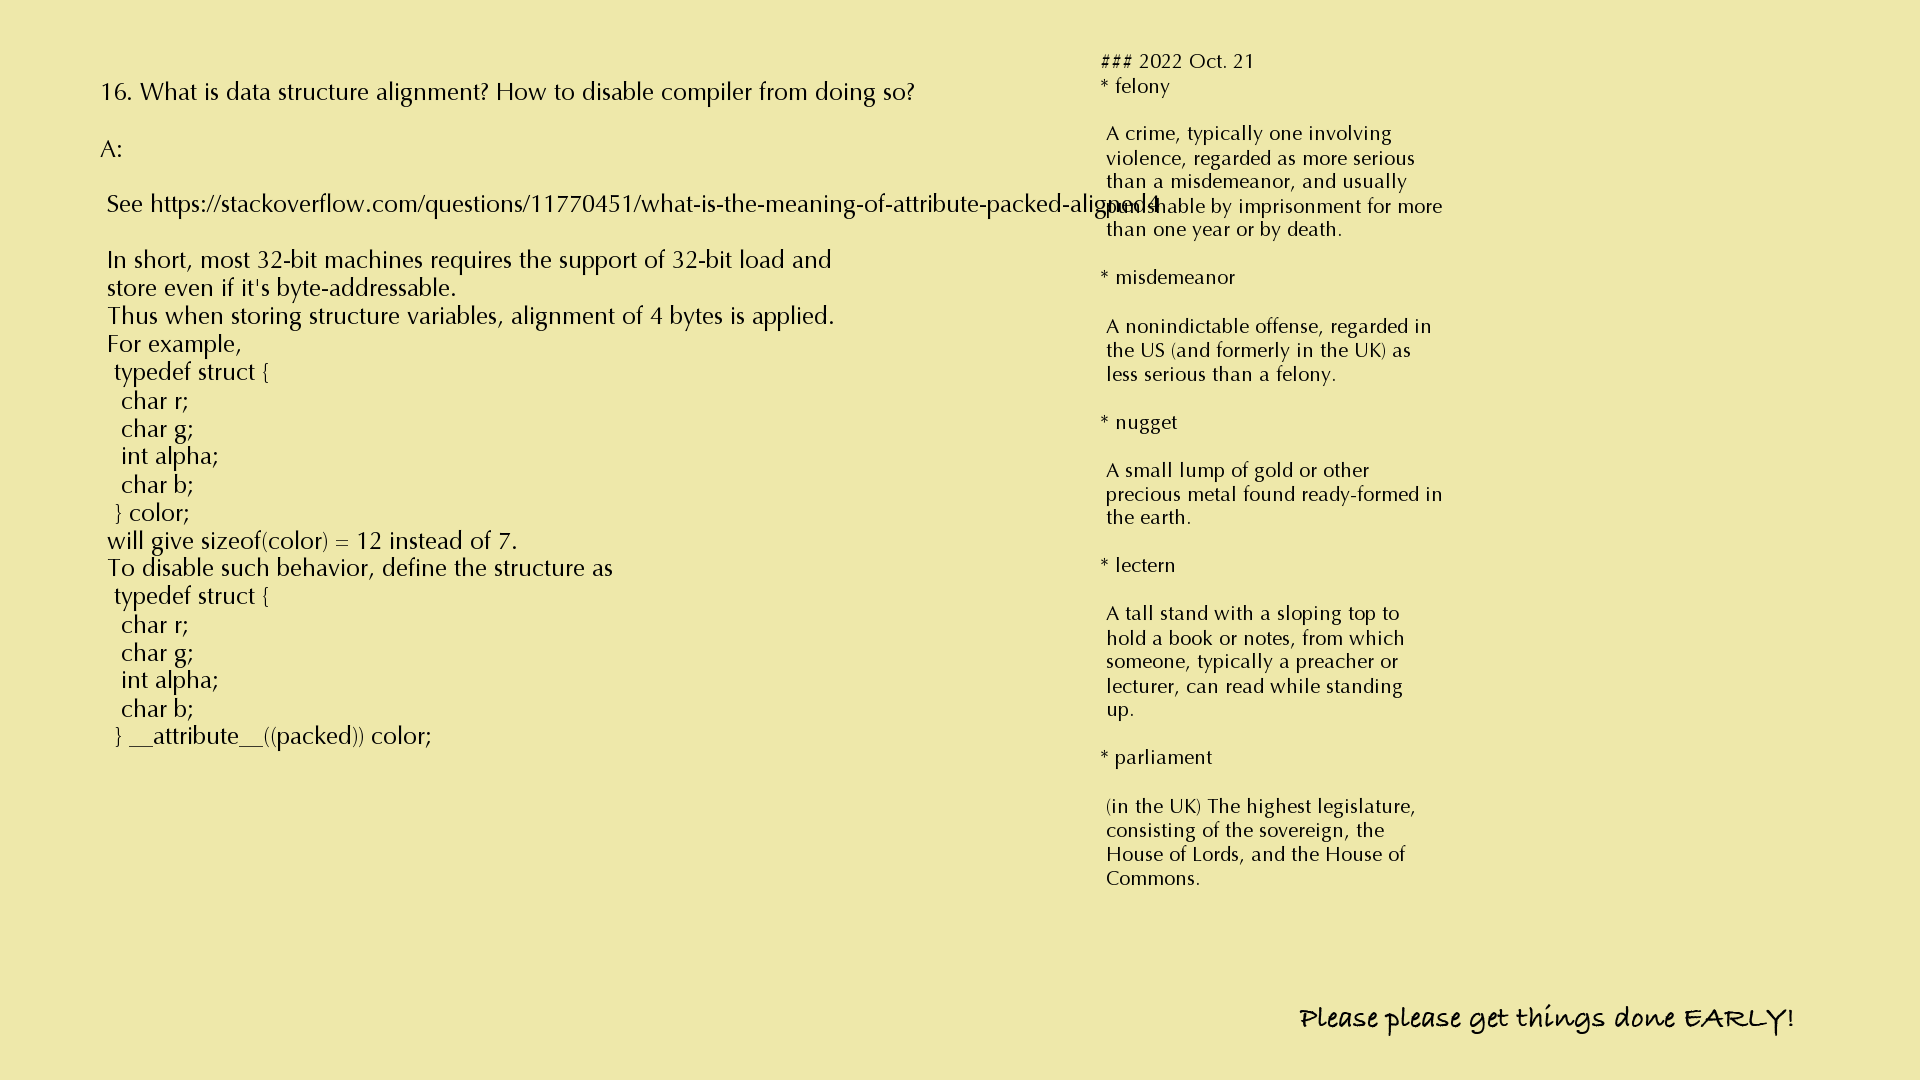 16. What is data structure alignment? How to disable compiler from doing so?
A:
See https://stackoverflow.com/questions/11770451/what-is-the-meaning-of-attribute-packed-aligned4
In short, most 32-bit machines requires the support of 32-bit load and
store even if it's byte-addressable.
Thus when storing structure variables, alignment of 4 bytes is applied.
For example,
typedef struct {
char r;
char g;
int alpha;
char b;
} color;
will give sizeof(color) = 12 instead of 7.
To disable such behavior, define the structure as
typedef struct {
char r;
char g;
int alpha;
char b;
} __attribute__((packed)) color;
### 2022 Oct. 21
* felony
A crime, typically one involving
violence, regarded as more serious
than a misdemeanor, and usually
punishable by imprisonment for more
than one year or by death.
* misdemeanor
A nonindictable offense, regarded in
the US (and formerly in the UK) as
less serious than a felony.
* nugget
A small lump of gold or other
precious metal found ready-formed in
the earth.
* lectern
A tall stand with a sloping top to
hold a book or notes, from which
someone, typically a preacher or
lecturer, can read while standing
up.
* parliament
(in the UK) The highest legislature,
consisting of the sovereign, the
House of Lords, and the House of
Commons.
Please please get things done EARLY!